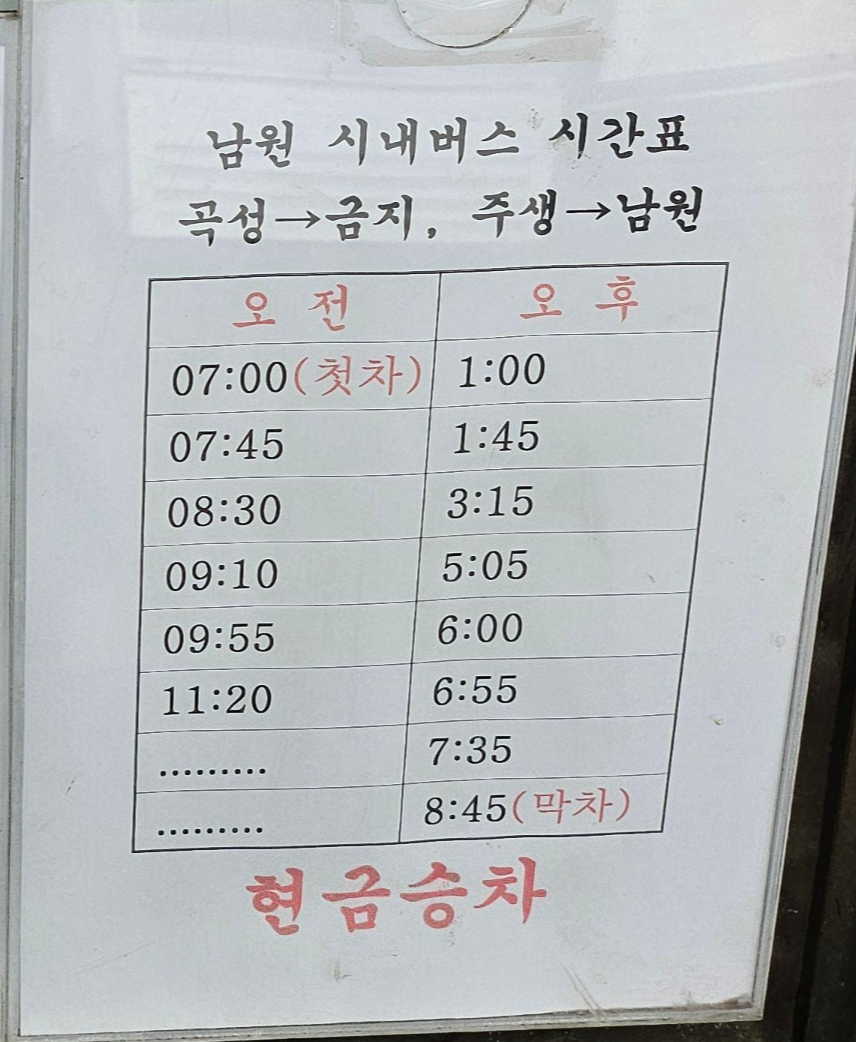 남원 시내버스 시간표
곡성→금지, 주생→남원
오 전 오 후
07:00(첫차) 1:00
07:45 1:45
08:30 3:15
09:10 5:05
09:55 6:00
11:20 6:55
......... 7:35
......... 8:45(막차)
현금승차